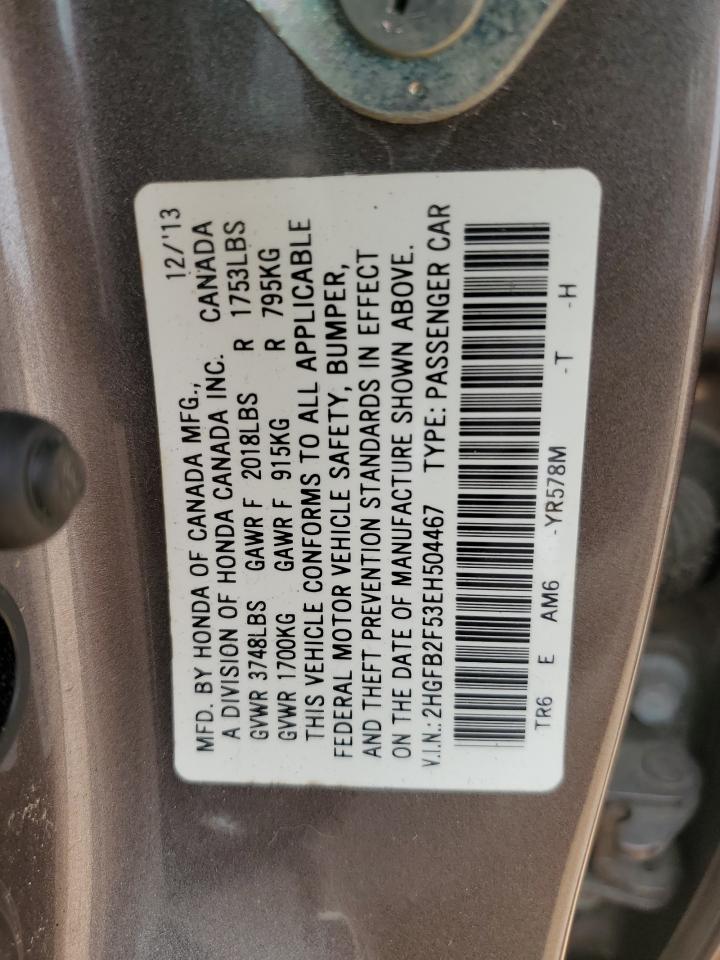 MFD. BY HONDA OF CANADA MFG., 12/'13
A DIVISION OF HONDA CANADA INC. CANADA
GVWR 3748LBS GAWR F 2018LBS R 1753LBS
GVWR 1700KG GAWR F 915KG R 795KG
THIS VEHICLE CONFORMS TO ALL APPLICABLE
FEDERAL MOTOR VEHICLE SAFETY, BUMPER,
AND THEFT PREVENTION STANDARDS IN EFFECT
ON THE DATE OF MANUFACTURE SHOWN ABOVE.
V.I.N.: 2HGFB2F53EH504467 TYPE: PASSENGER CAR
TR6 E AM6 -YR578M -T -H